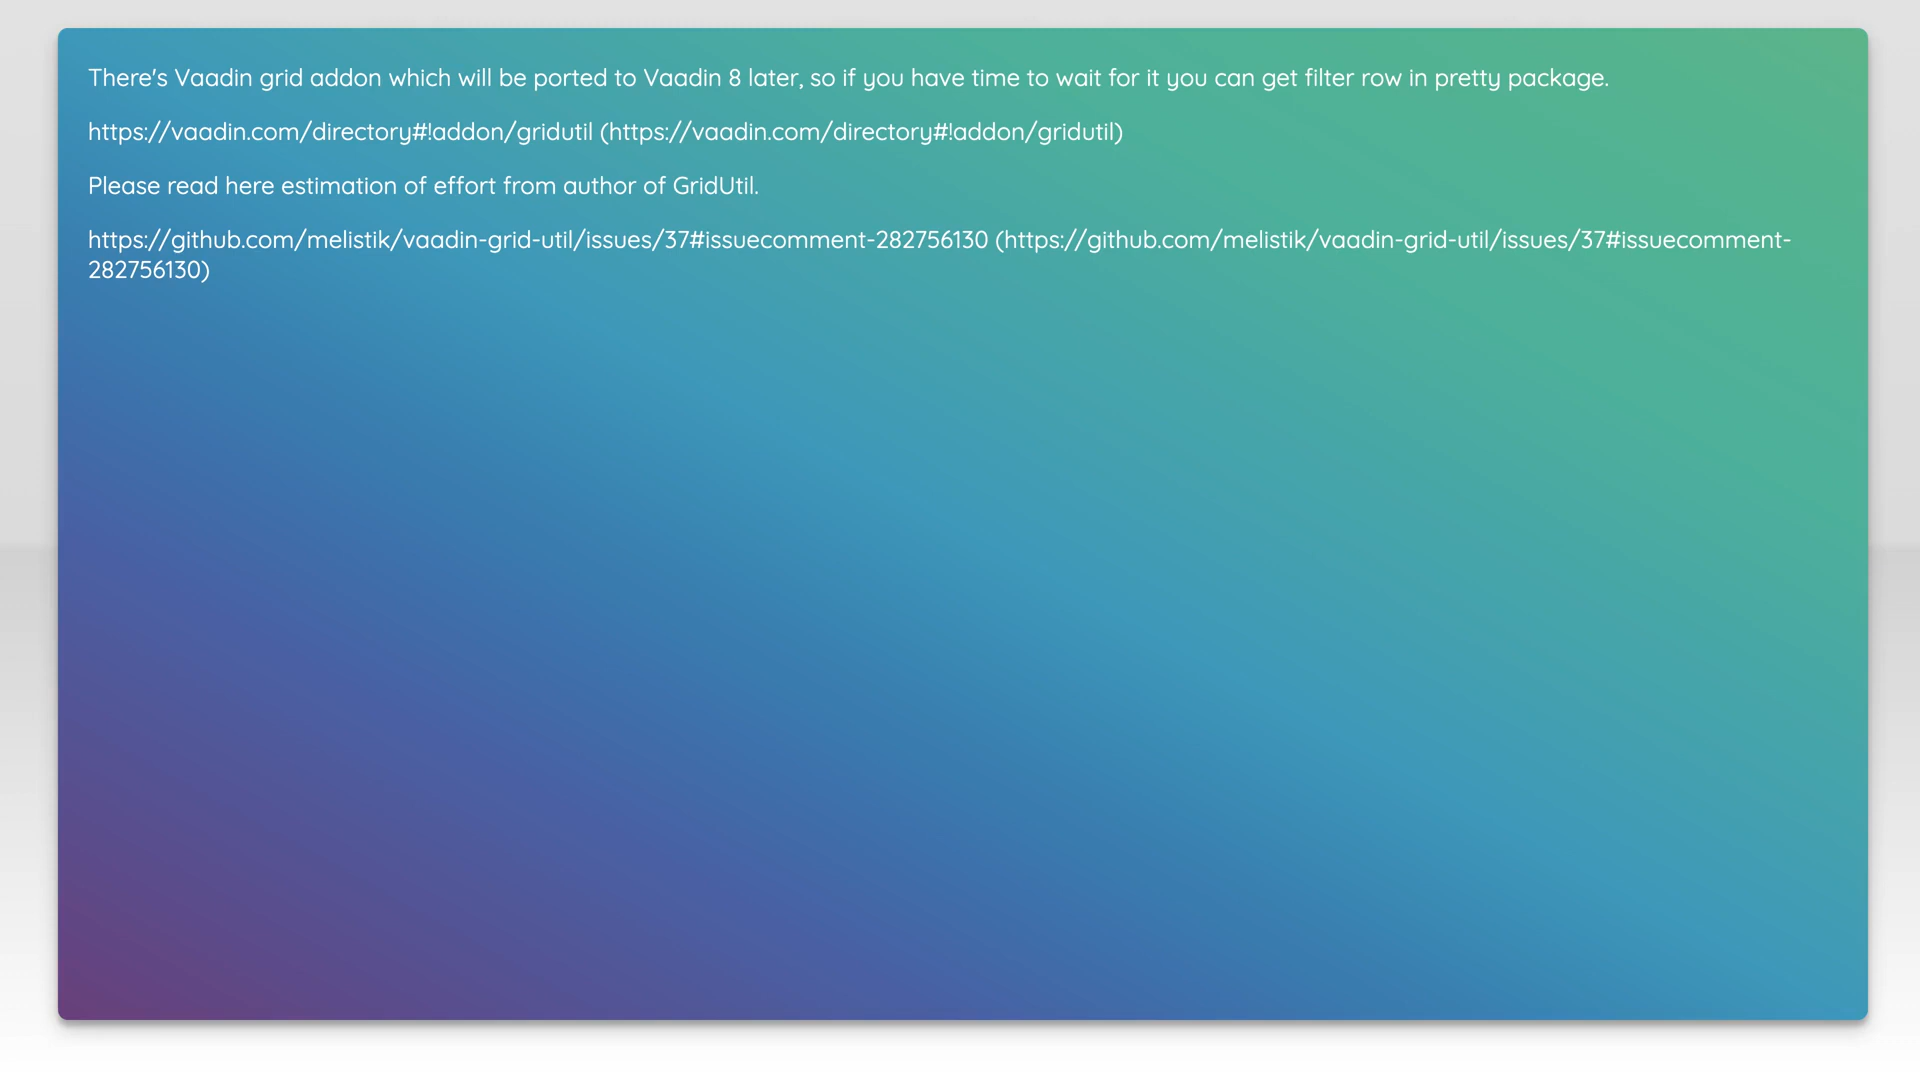 There's Vaadin grid addon which will be ported to Vaadin 8 later, so if you have time to wait for it you can get filter row in pretty package.
https://vaadin.com/directory#!addon/gridutil (https://vaadin.com/directory#!addon/gridutil)
Please read here estimation of effort from author of GridUtil.
https://github.com/melistik/vaadin-grid-util/issues/37#issuecomment-282756130 (https://github.com/melistik/vaadin-grid-util/issues/37#issuecomment-
282756130)